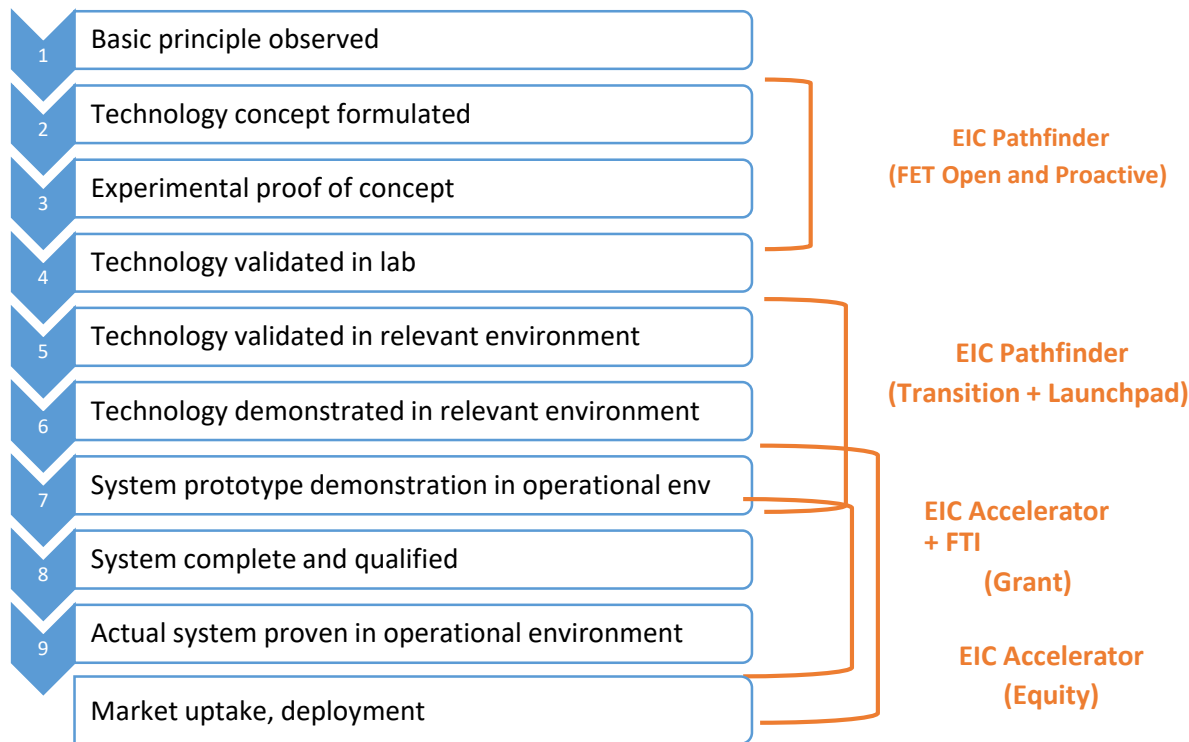 1
Basic principle observed
2
Technology concept formulated
3
Experimental proof of concept
4
Technology validated in lab
5
Technology validated in relevant environment
6
Technology demonstrated in relevant environment
7
System prototype demonstration in operational env
8
System complete and qualified
9
Actual system proven in operational environment
Market uptake, deployment
EIC Pathfinder
(FET Open and Proactive)
EIC Pathfinder
(Transition + Launchpad)
EIC Accelerator
+ FTI
(Grant)
EIC Accelerator
(Equity)